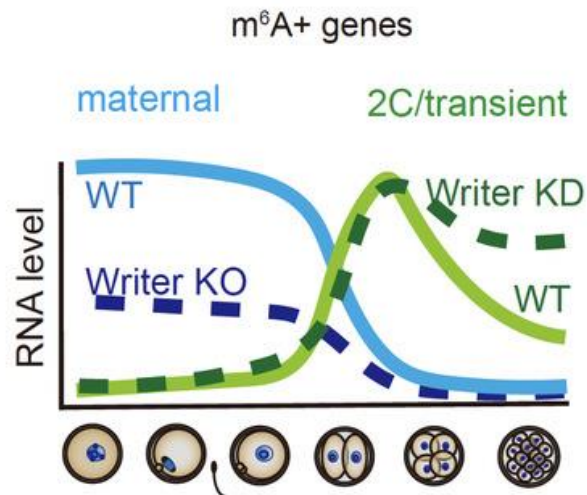 m⁶A+ genes
maternal 2C/transient
WT
Writer KD
Writer KO
WT
RNA level